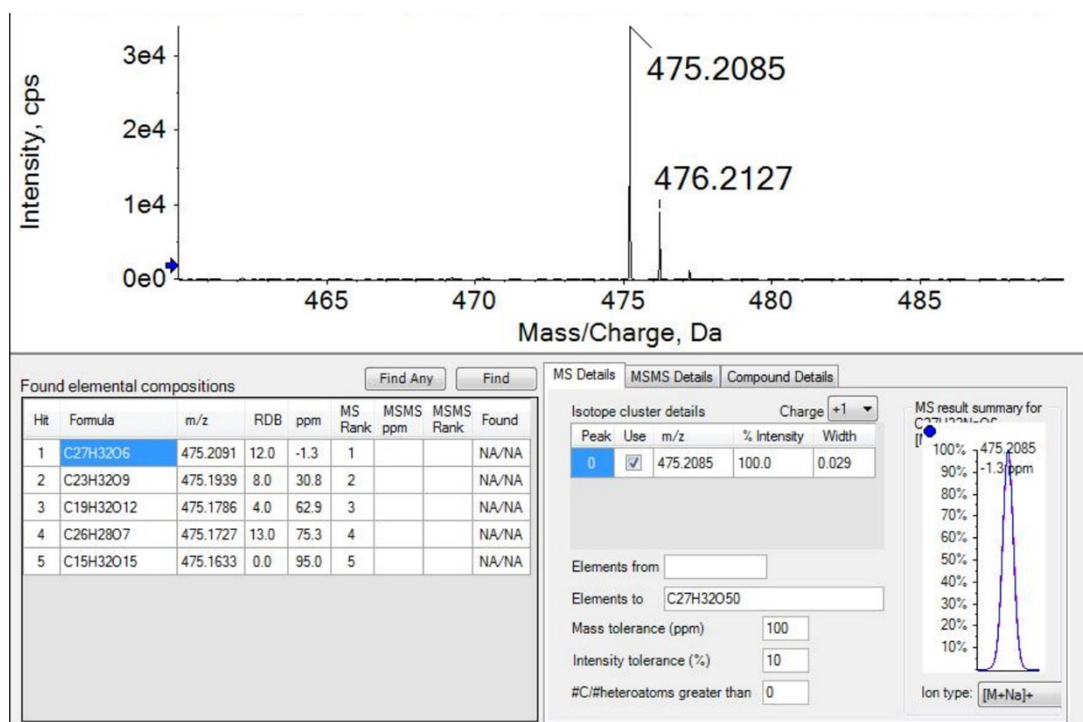 Intensity, cps
3e4
2e4
1e4
0e0
475.2085
476.2127
465 470 475 480 485
Mass/Charge, Da
Found elemental compositions
Find Any Find
Hit Formula m/z RDB ppm MS Rank MSMS ppm MSMS Rank Found
1 C27H32O6 475.2091 12.0 -1.3 1 NA/NA
2 C23H32O9 475.1939 8.0 30.8 2 NA/NA
3 C19H32O12 475.1786 4.0 62.9 3 NA/NA
4 C26H28O7 475.1727 13.0 75.3 4 NA/NA
5 C15H32O15 475.1633 0.0 95.0 5 NA/NA
MS Details MSMS Details Compound Details
Isotope cluster details Charge +1
Peak Use m/z % Intensity Width
0 475.2085 100.0 0.029
Elements from
Elements to C27H32O50
Mass tolerance (ppm) 100
Intensity tolerance (%) 10
#C/#heteroatoms greater than 0
MS result summary for
475.2085
-1.3 ppm
100%
90%
80%
70%
60%
50%
40%
30%
20%
10%
Ion type: [M+Na]+